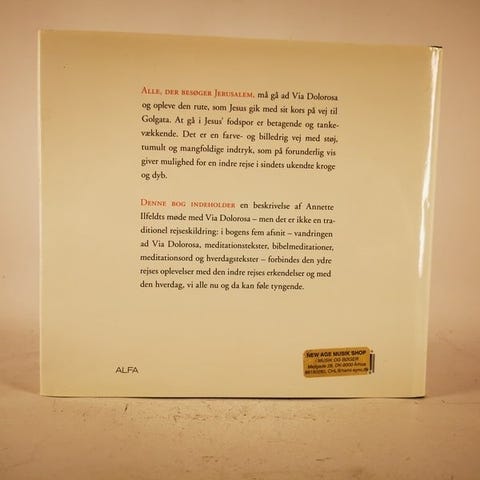 ALLE, DER BESØGER JERUSALEM, må gå ad Via Dolorosa
og opleve den rute, som Jesus gik med sit kors på vej til
Golgata. At gå i Jesus' fodspor er betagende og tanke-
vækkende. Det er en farve- og billedrig vej med støj,
tumult og mangfoldige indtryk, som på forunderlig vis
giver mulighed for en indre rejse i sindets ukendte kroge
og dyb.
DENNE BOG INDEHOLDER en beskrivelse af Annette
Ilfeldts møde med Via Dolorosa – men det er ikke en tra-
ditionel rejseskildring: i bogens fem afsnit – vandringen
ad Via Dolorosa, meditationstekster, bibelmeditationer,
meditationsord og hverdagstekster – forbindes den ydre
rejses oplevelser med den indre rejses erkendelser og med
den hverdag, vi alle nu og da kan føle tyngende.
ALFA
NEW AGE MUSIK SHOP
MUSIK OG BØGER
Mejlgade 28, DK-8000 Århus